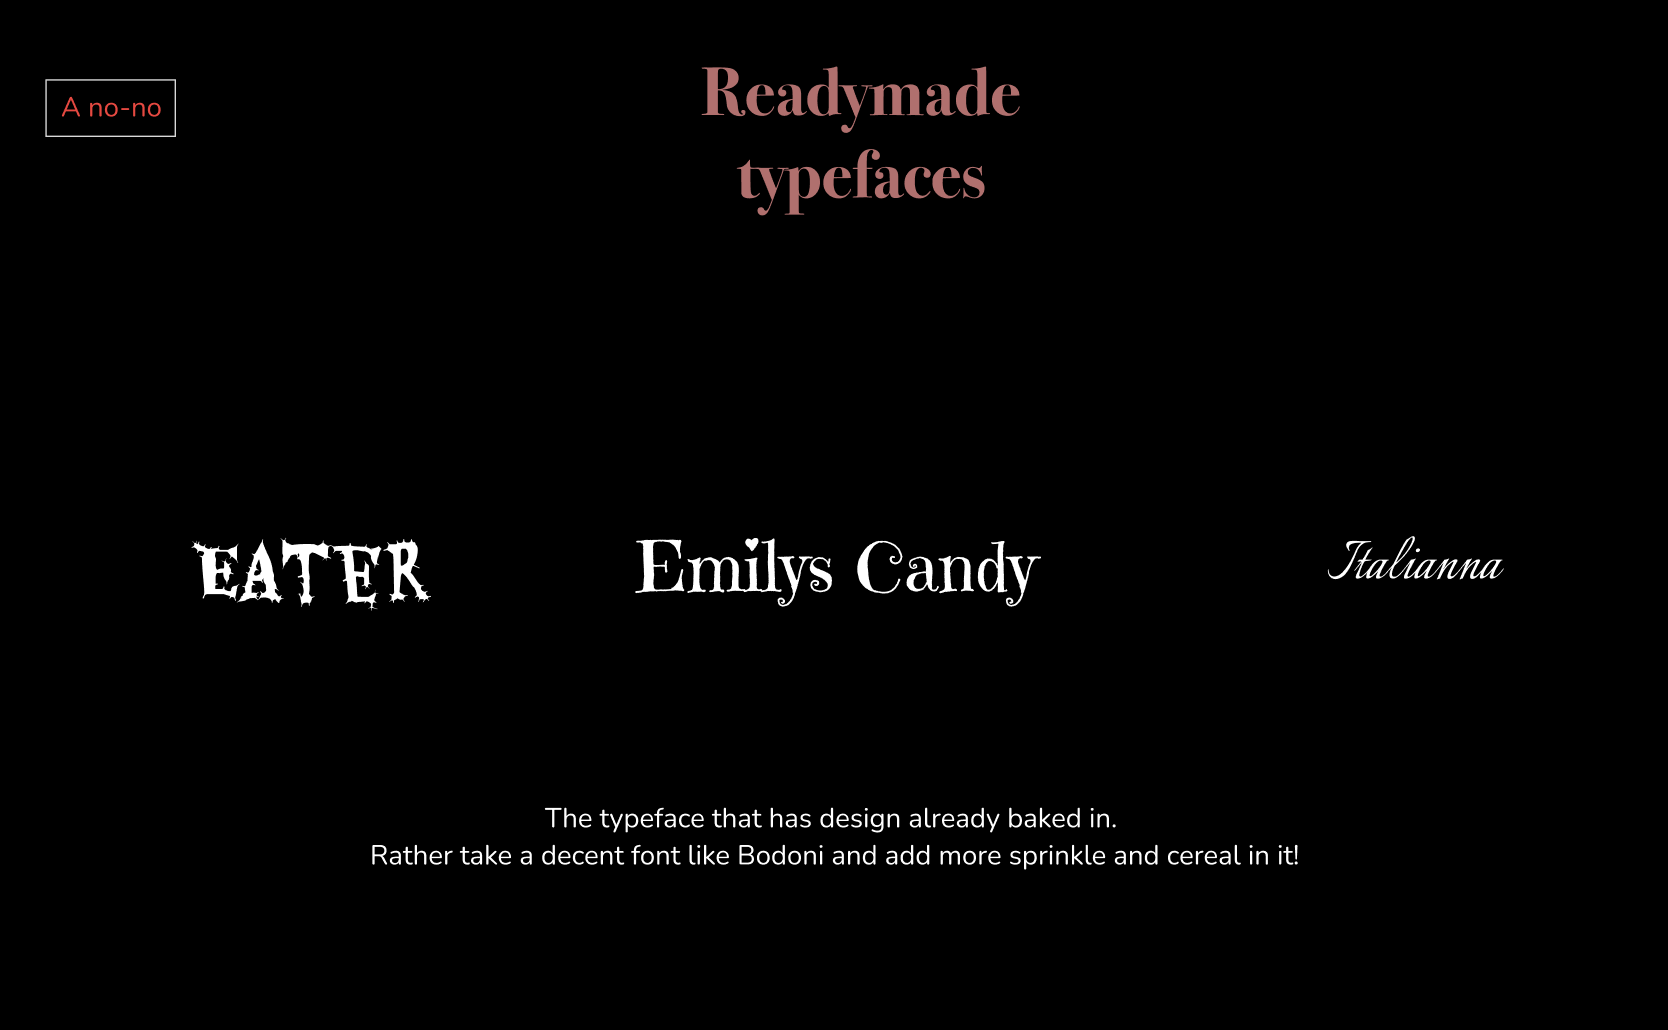 A no-no
Readymade
typefaces
EATER
Emilys Candy
Italianna
The typeface that has design already baked in.
Rather take a decent font like Bodoni and add more sprinkle and cereal in it!